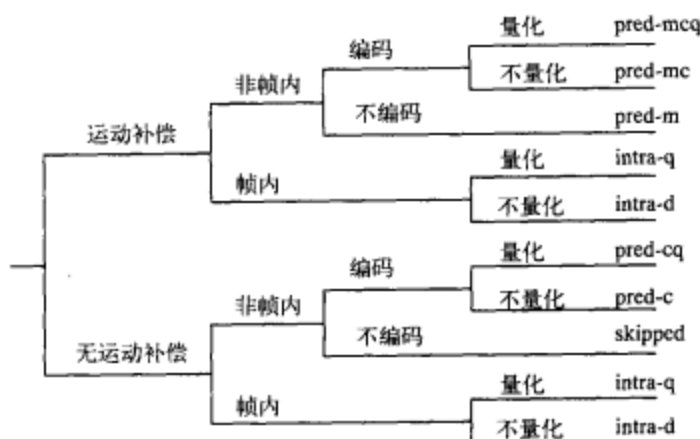 量化 pred-mcq
编码
非帧内 不量化 pred-mc
不编码 pred-m
运动补偿
量化 intra-q
帧内
不量化 intra-d
量化 pred-cq
编码
非帧内 不量化 pred-c
不编码 skipped
无运动补偿
量化 intra-q
帧内
不量化 intra-d